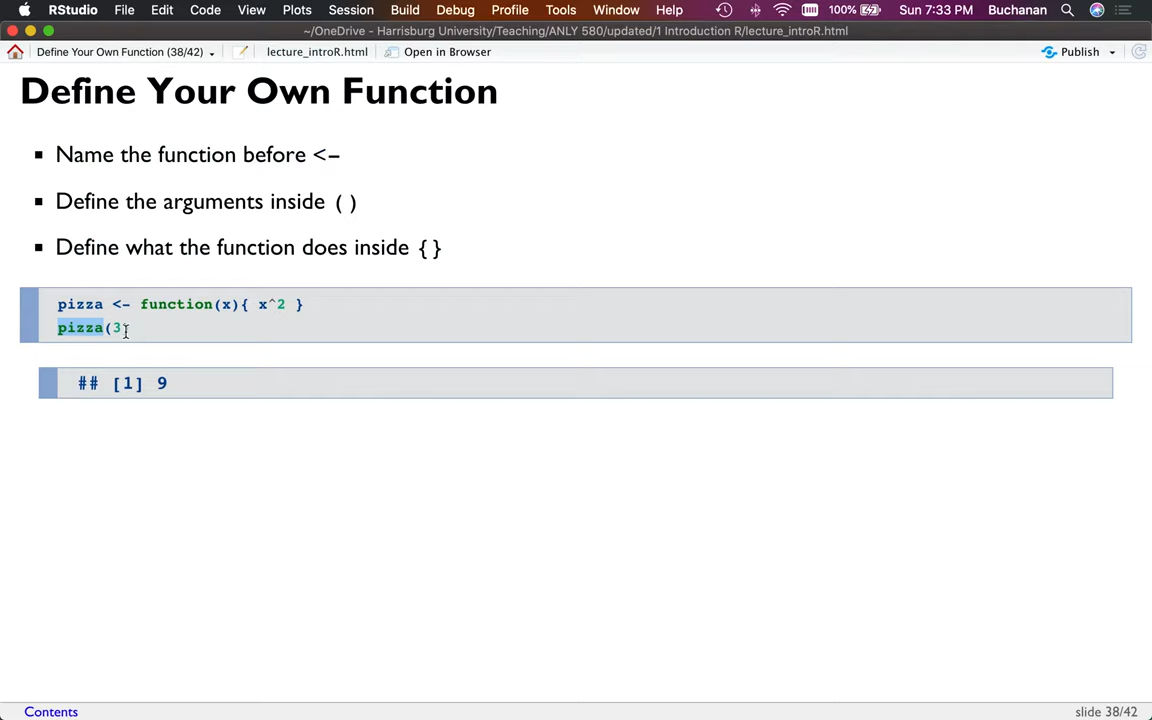 RStudio File Edit Code View Plots Session Build Debug Profile Tools Window Help 100% Sun 7:33 PM Buchanan
~/OneDrive - Harrisburg University/Teaching/ANLY 580/updated/1 Introduction R/lecture_introR.html
Define Your Own Function (38/42) lecture_introR.html Open in Browser Publish
Define Your Own Function
▪ Name the function before <-
▪ Define the arguments inside ()
▪ Define what the function does inside {}
pizza <- function(x){ x^2 }
pizza(3
## [1] 9
Contents slide 38/42